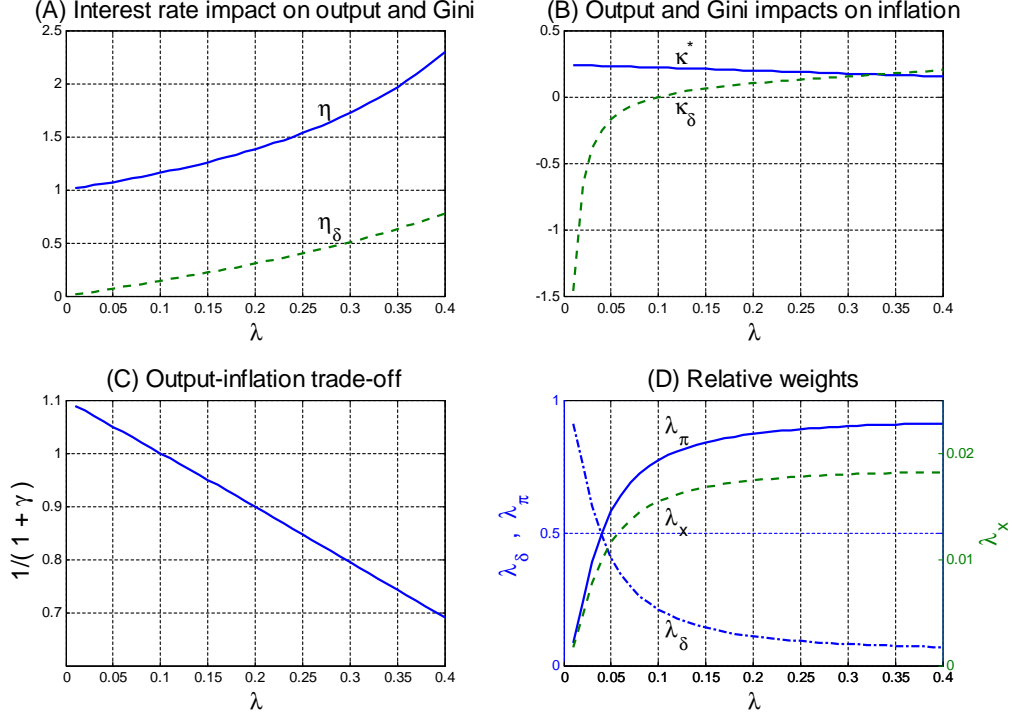 (A) Interest rate impact on output and Gini
2.5
2
1.5
1
0.5
0
η
η_δ
0 0.05 0.1 0.15 0.2 0.25 0.3 0.35 0.4
λ
(B) Output and Gini impacts on inflation
0.5
0
-0.5
-1
-1.5
κ*
κ_δ
0 0.05 0.1 0.15 0.2 0.25 0.3 0.35 0.4
λ
(C) Output-inflation trade-off
1/( 1 + γ )
1.1
1
0.9
0.8
0.7
0 0.05 0.1 0.15 0.2 0.25 0.3 0.35 0.4
λ
(D) Relative weights
λ_δ , λ_π
1
0.5
0
λ_π
λ_x
λ_δ
0.02
0.01
0
λ_x
0 0.05 0.1 0.15 0.2 0.25 0.3 0.35 0.4
λ